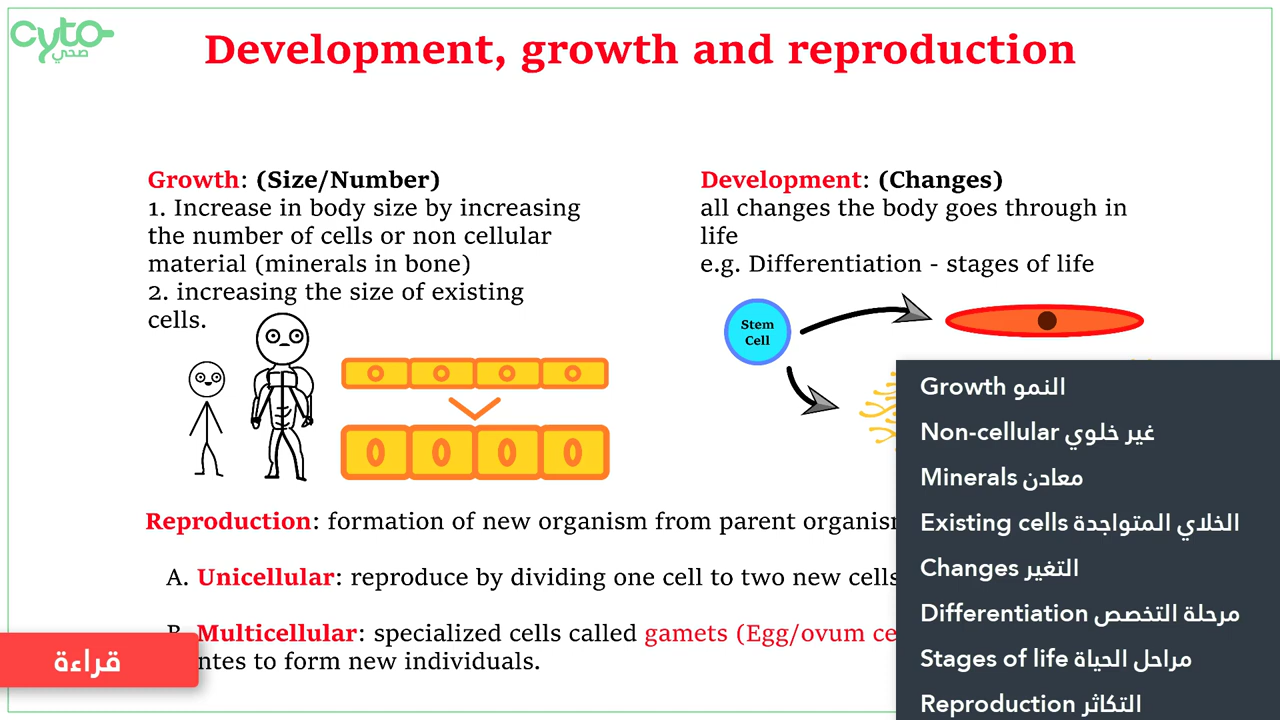 cyto
صحي
Development, growth and reproduction
Growth: (Size/Number)
1. Increase in body size by increasing
the number of cells or non cellular
material (minerals in bone)
2. increasing the size of existing
cells.
Development: (Changes)
all changes the body goes through in
life
e.g. Differentiation - stages of life
Stem
Cell
Reproduction: formation of new organism from parent
A. Unicellular: reproduce by dividing one cell to two new cells
Multicellular: specialized cells called gamets (Egg/ovum
to form new individuals.
قراءة
Growth النمو
Non-cellular غير خلوي
Minerals معادن
Existing cells الخلاي المتواجدة
Changes التغير
Differentiation مرحلة التخصص
Stages of life مراحل الحياة
Reproduction التكاثر